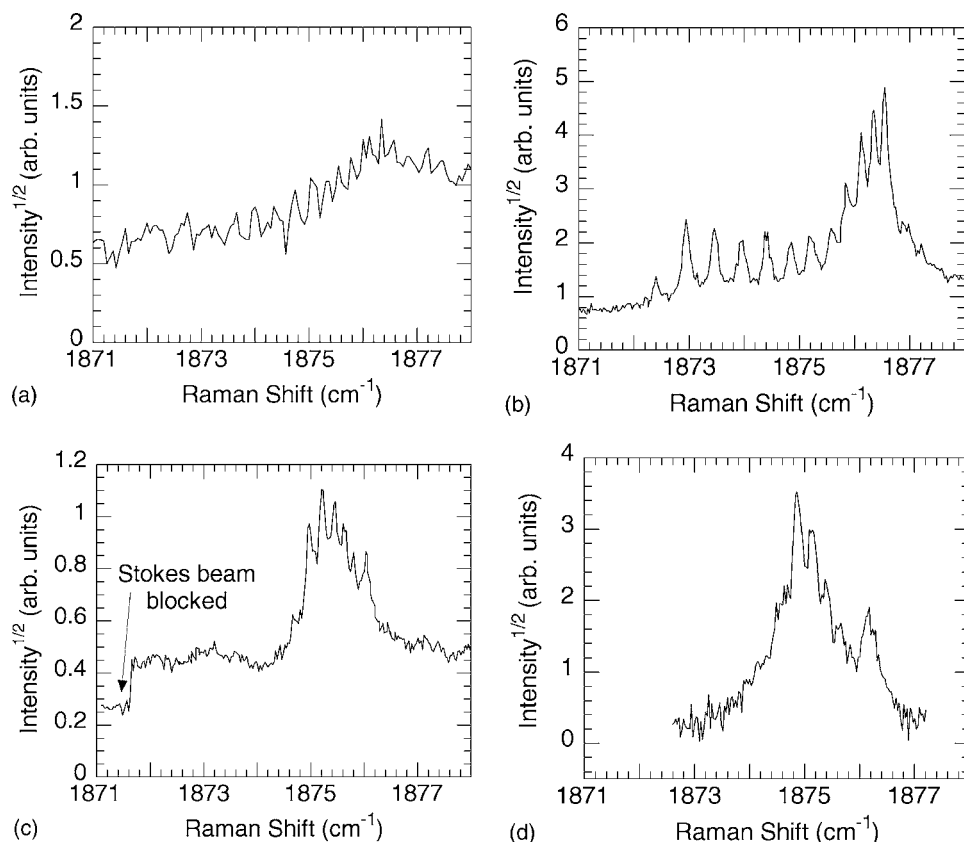 2
1.5
1
0.5
0
Intensity1/2 (arb. units)
1871 1873 1875 1877
Raman Shift (cm-1)
(a)
6
5
4
3
2
1
0
Intensity1/2 (arb. units)
1871 1873 1875 1877
Raman Shift (cm-1)
(b)
1.2
1
0.8
0.6
0.4
0.2
0
Intensity1/2 (arb. units)
Stokes beam
blocked
1871 1873 1875 1877
Raman Shift (cm-1)
(c)
4
3
2
1
0
Intensity1/2 (arb. units)
1871 1873 1875 1877
Raman Shift (cm-1)
(d)